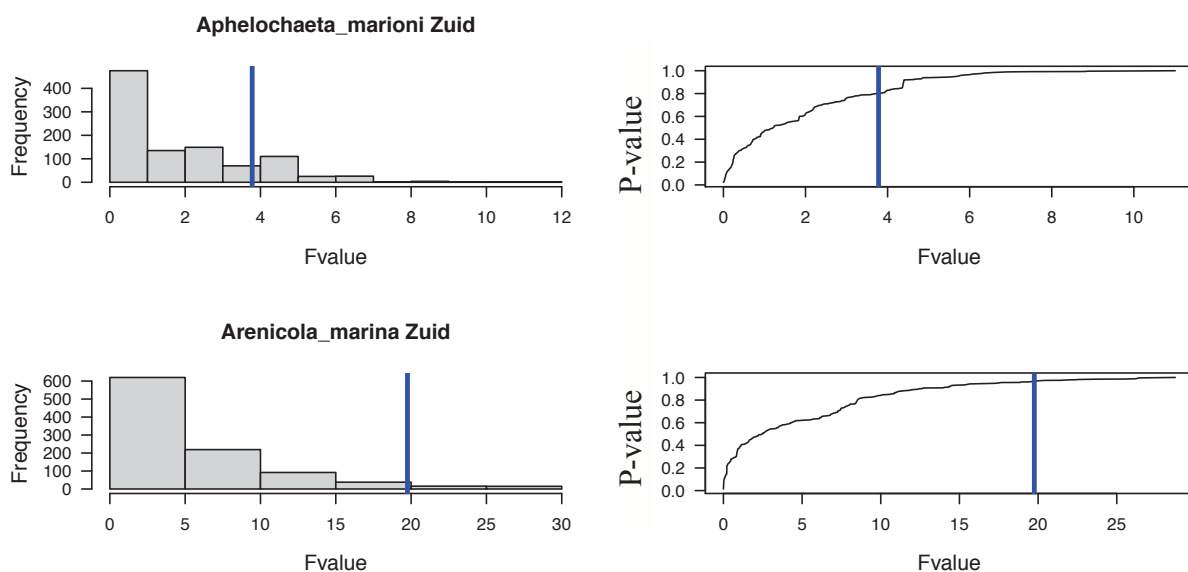 Aphelochaeta_marioni Zuid
Frequency
400
300
200
100
0
0 2 4 6 8 10 12
Fvalue
P-value
1.0
0.8
0.6
0.4
0.2
0.0
0 2 4 6 8 10
Fvalue
Arenicola_marina Zuid
Frequency
600
500
400
300
200
100
0
0 5 10 15 20 25 30
Fvalue
P-value
1.0
0.8
0.6
0.4
0.2
0.0
0 5 10 15 20 25
Fvalue